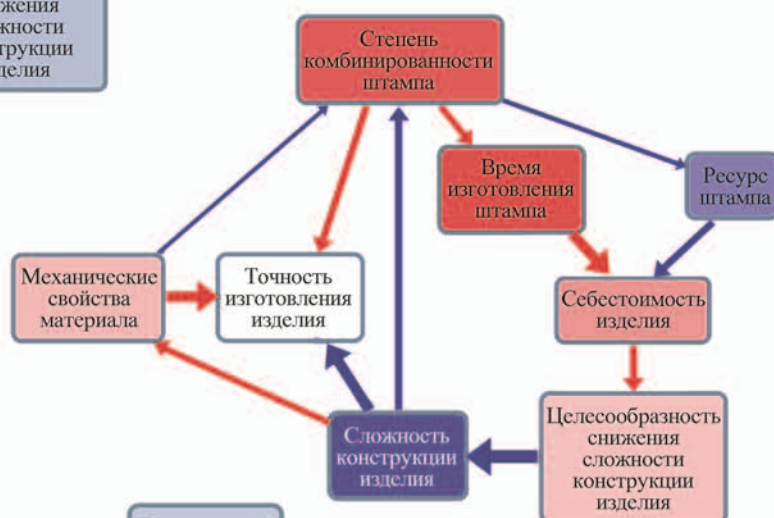 жения
жности
трукции
делия
Степень
комбинированности
штампа
Время
изготовления
штампа
Ресурс
штампа
Механические
свойства
материала
Точность
изготовления
изделия
Себестоимость
изделия
Сложность
конструкции
изделия
Целесообразность
снижения
сложности
конструкции
изделия